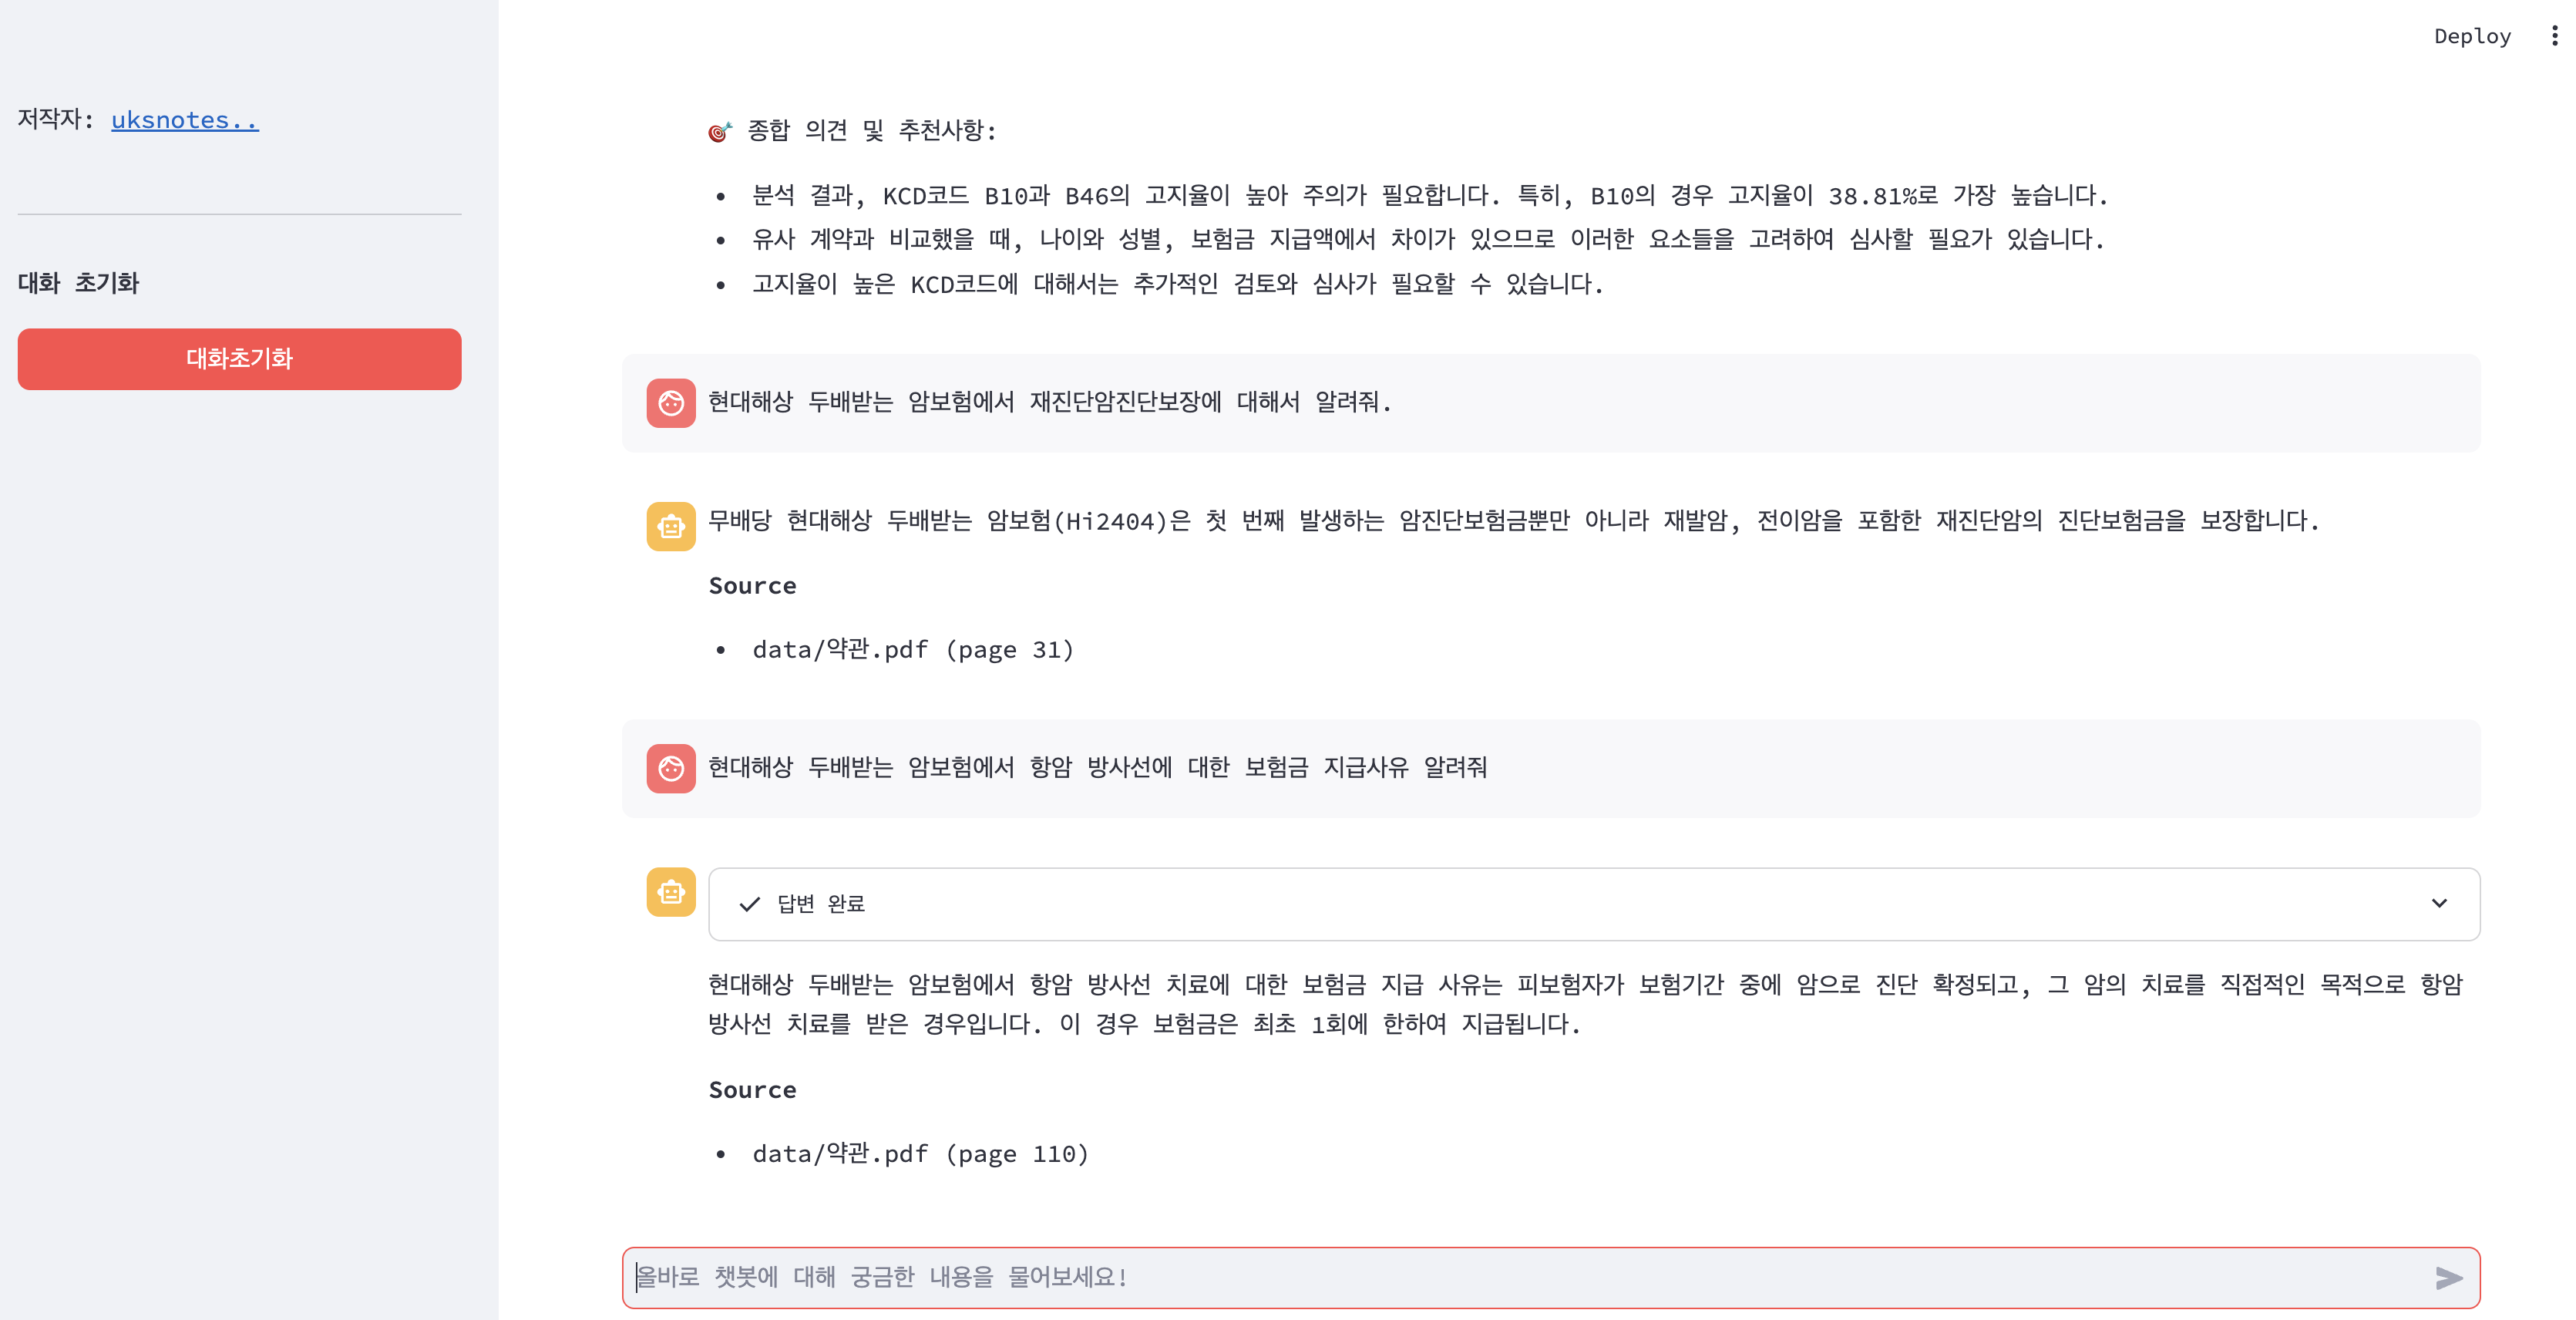 Deploy
저작자: uksnotes..
대화 초기화
대화초기화
종합 의견 및 추천사항:
• 분석 결과, KCD코드 B10과 B46의 고지율이 높아 주의가 필요합니다. 특히, B10의 경우 고지율이 38.81%로 가장 높습니다.
• 유사 계약과 비교했을 때, 나이와 성별, 보험금 지급액에서 차이가 있으므로 이러한 요소들을 고려하여 심사할 필요가 있습니다.
• 고지율이 높은 KCD코드에 대해서는 추가적인 검토와 심사가 필요할 수 있습니다.
현대해상 두배받는 암보험에서 재진단암진단보장에 대해서 알려줘.
무배당 현대해상 두배받는 암보험(Hi2404)은 첫 번째 발생하는 암진단보험금뿐만 아니라 재발암, 전이암을 포함한 재진단암의 진단보험금을 보장합니다.
Source
• data/약관.pdf (page 31)
현대해상 두배받는 암보험에서 항암 방사선에 대한 보험금 지급사유 알려줘
답변 완료
현대해상 두배받는 암보험에서 항암 방사선 치료에 대한 보험금 지급 사유는 피보험자가 보험기간 중에 암으로 진단 확정되고, 그 암의 치료를 직접적인 목적으로 항암
방사선 치료를 받은 경우입니다. 이 경우 보험금은 최초 1회에 한하여 지급됩니다.
Source
• data/약관.pdf (page 110)
올바로 챗봇에 대해 궁금한 내용을 물어보세요!